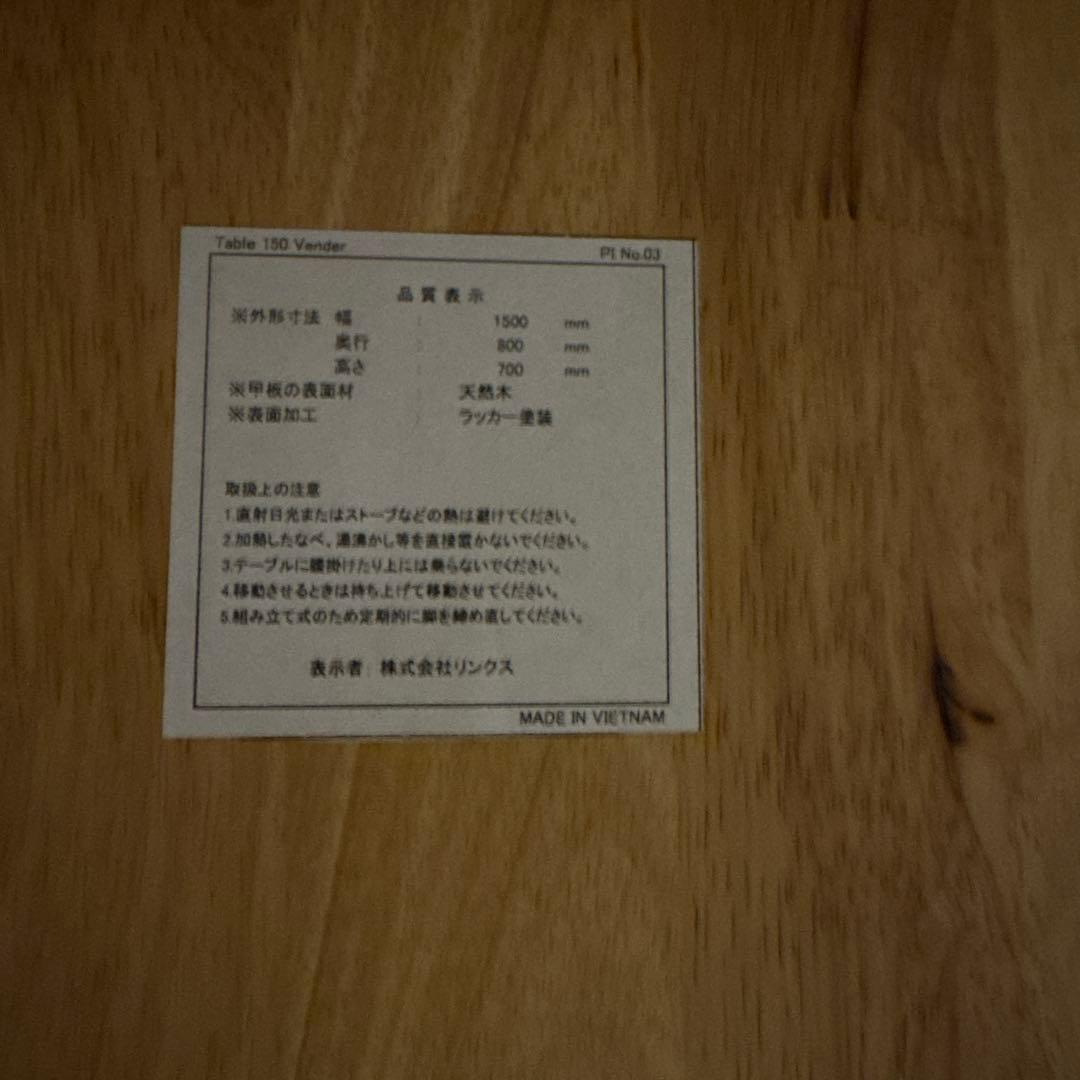 Table 150 Vender
PI No.03
品質表示
※外形寸法 幅 : 1500 mm
奥行 : 800 mm
高さ : 700 mm
※甲板の表面材 : 天然木
※表面加工 : ラッカー塗装
取扱上の注意
1.直射日光またはストーブなどの熱は避けてください。
2.加熱したなべ、湯沸かし等を直接置かないでください。
3.テーブルに腰掛けたり上には乗らないでください。
4.移動させるときは持ち上げて移動させてください。
5.組み立て式のため定期的に脚を締め直してください。
表示者: 株式会社リンクス
MADE IN VIETNAM